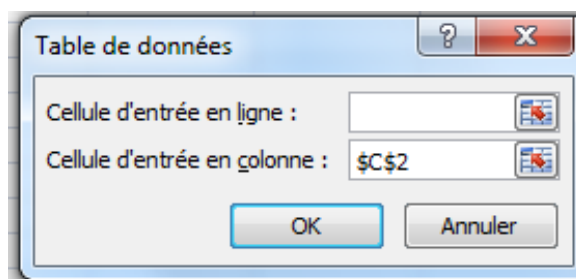 Table de données
Cellule d'entrée en ligne :
Cellule d'entrée en colonne : $C$2
OK Annuler